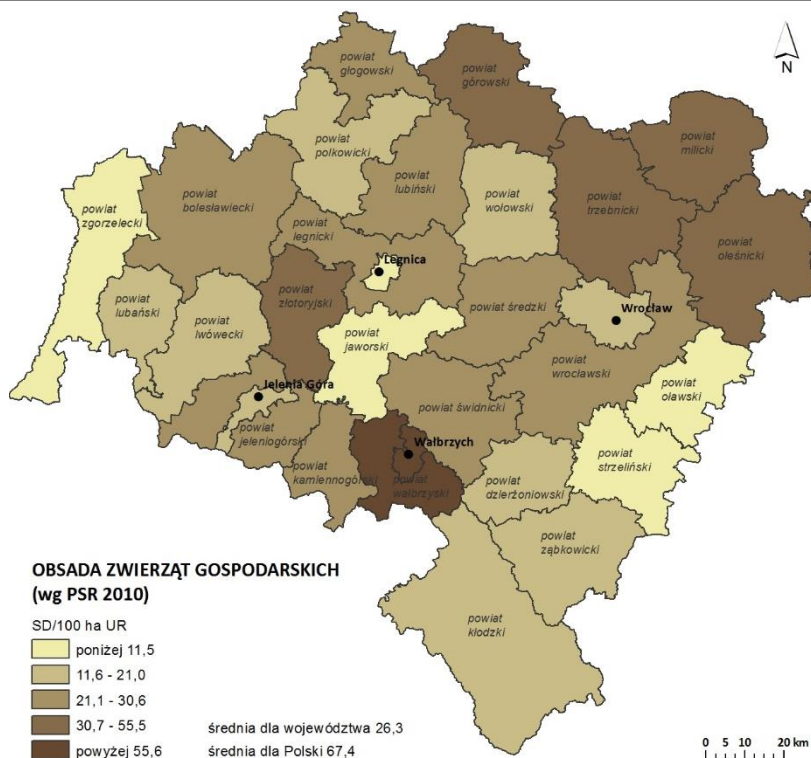 powiat
głogowski
powiat
górowski
N
powiat
polkowicki
powiat
milicki
powiat
lubiński
powiat
zgorzelecki
powiat
bolesławiecki
powiat
wołowski
powiat
trzebnicki
powiat
legnicki
powiat
oleśnicki
Legnica
powiat
lubański
powiat
złotoryjski
powiat średzki
Wrocław
powiat
lwówecki
powiat
jaworski
powiat
wrocławski
powiat
oławski
Jelenia Góra
powiat świdnicki
powiat
jeleniogórski
Wałbrzych
powiat
strzeliński
powiat
kamiennogórski
powiat
wałbrzyski
powiat
dzierżoniowski
powiat
ząbkowicki
powiat
kłodzki
OBSADA ZWIERZĄT GOSPODARSKICH
(wg PSR 2010)
SD/100 ha UR
poniżej 11,5
11,6 - 21,0
21,1 - 30,6
30,7 - 55,5
powyżej 55,6
średnia dla województwa 26,3
średnia dla Polski 67,4
0 5 10 20 km